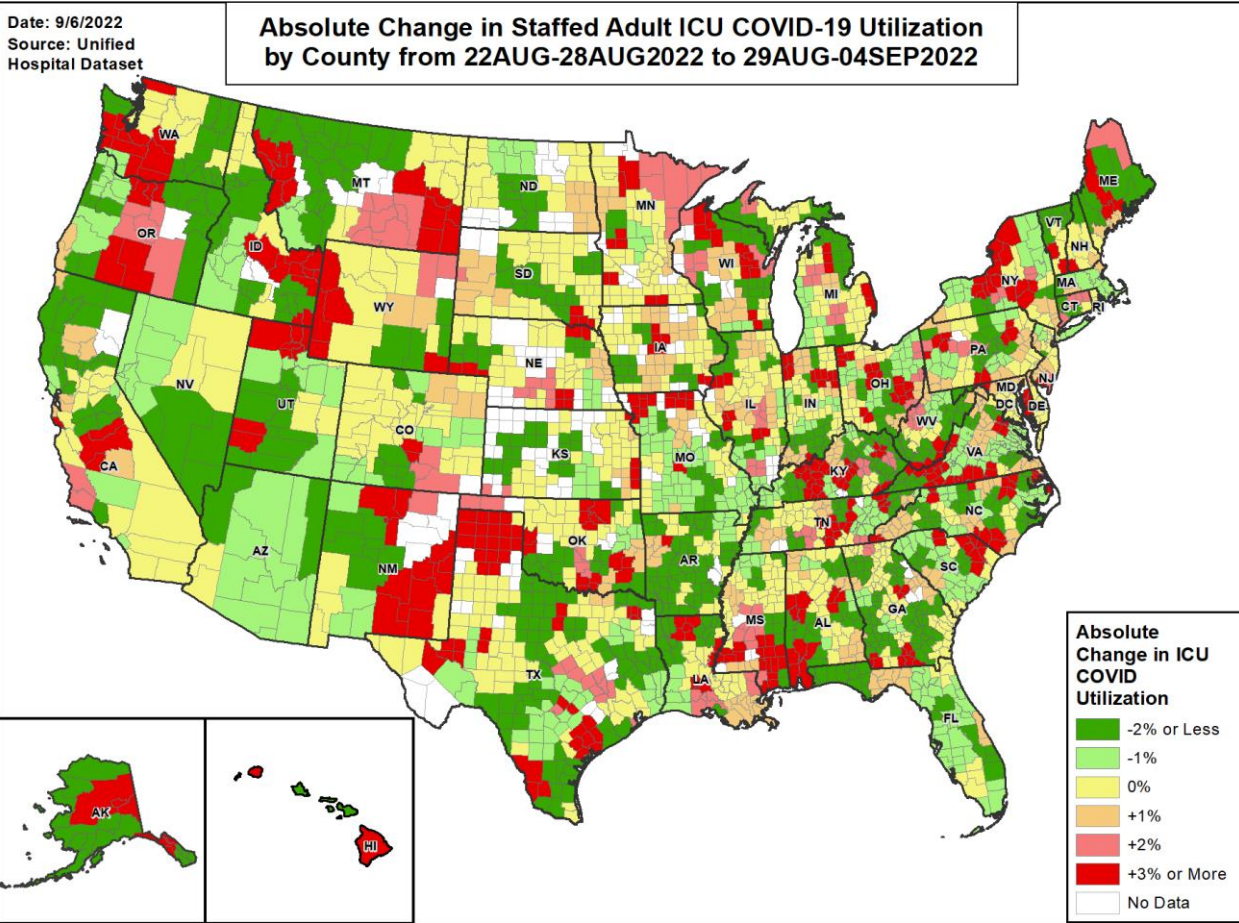 Date: 9/6/2022
Source: Unified
Hospital Dataset
Absolute Change in Staffed Adult ICU COVID-19 Utilization
by County from 22AUG-28AUG2022 to 29AUG-04SEP2022
WA
MT
ND
MN
ME
VT
NH
OR
ID
SD
WI
NY
MA
CT
RI
WY
MI
IA
PA
NE
NJ
NV
OH
MD
DE
UT
IL
IN
DC
CO
WV
KS
MO
VA
CA
KY
NC
TN
OK
AZ
NM
AR
SC
MS
AL
GA
TX
LA
FL
AK
HI
Absolute
Change in ICU
COVID
Utilization
-2% or Less
-1%
0%
+1%
+2%
+3% or More
No Data